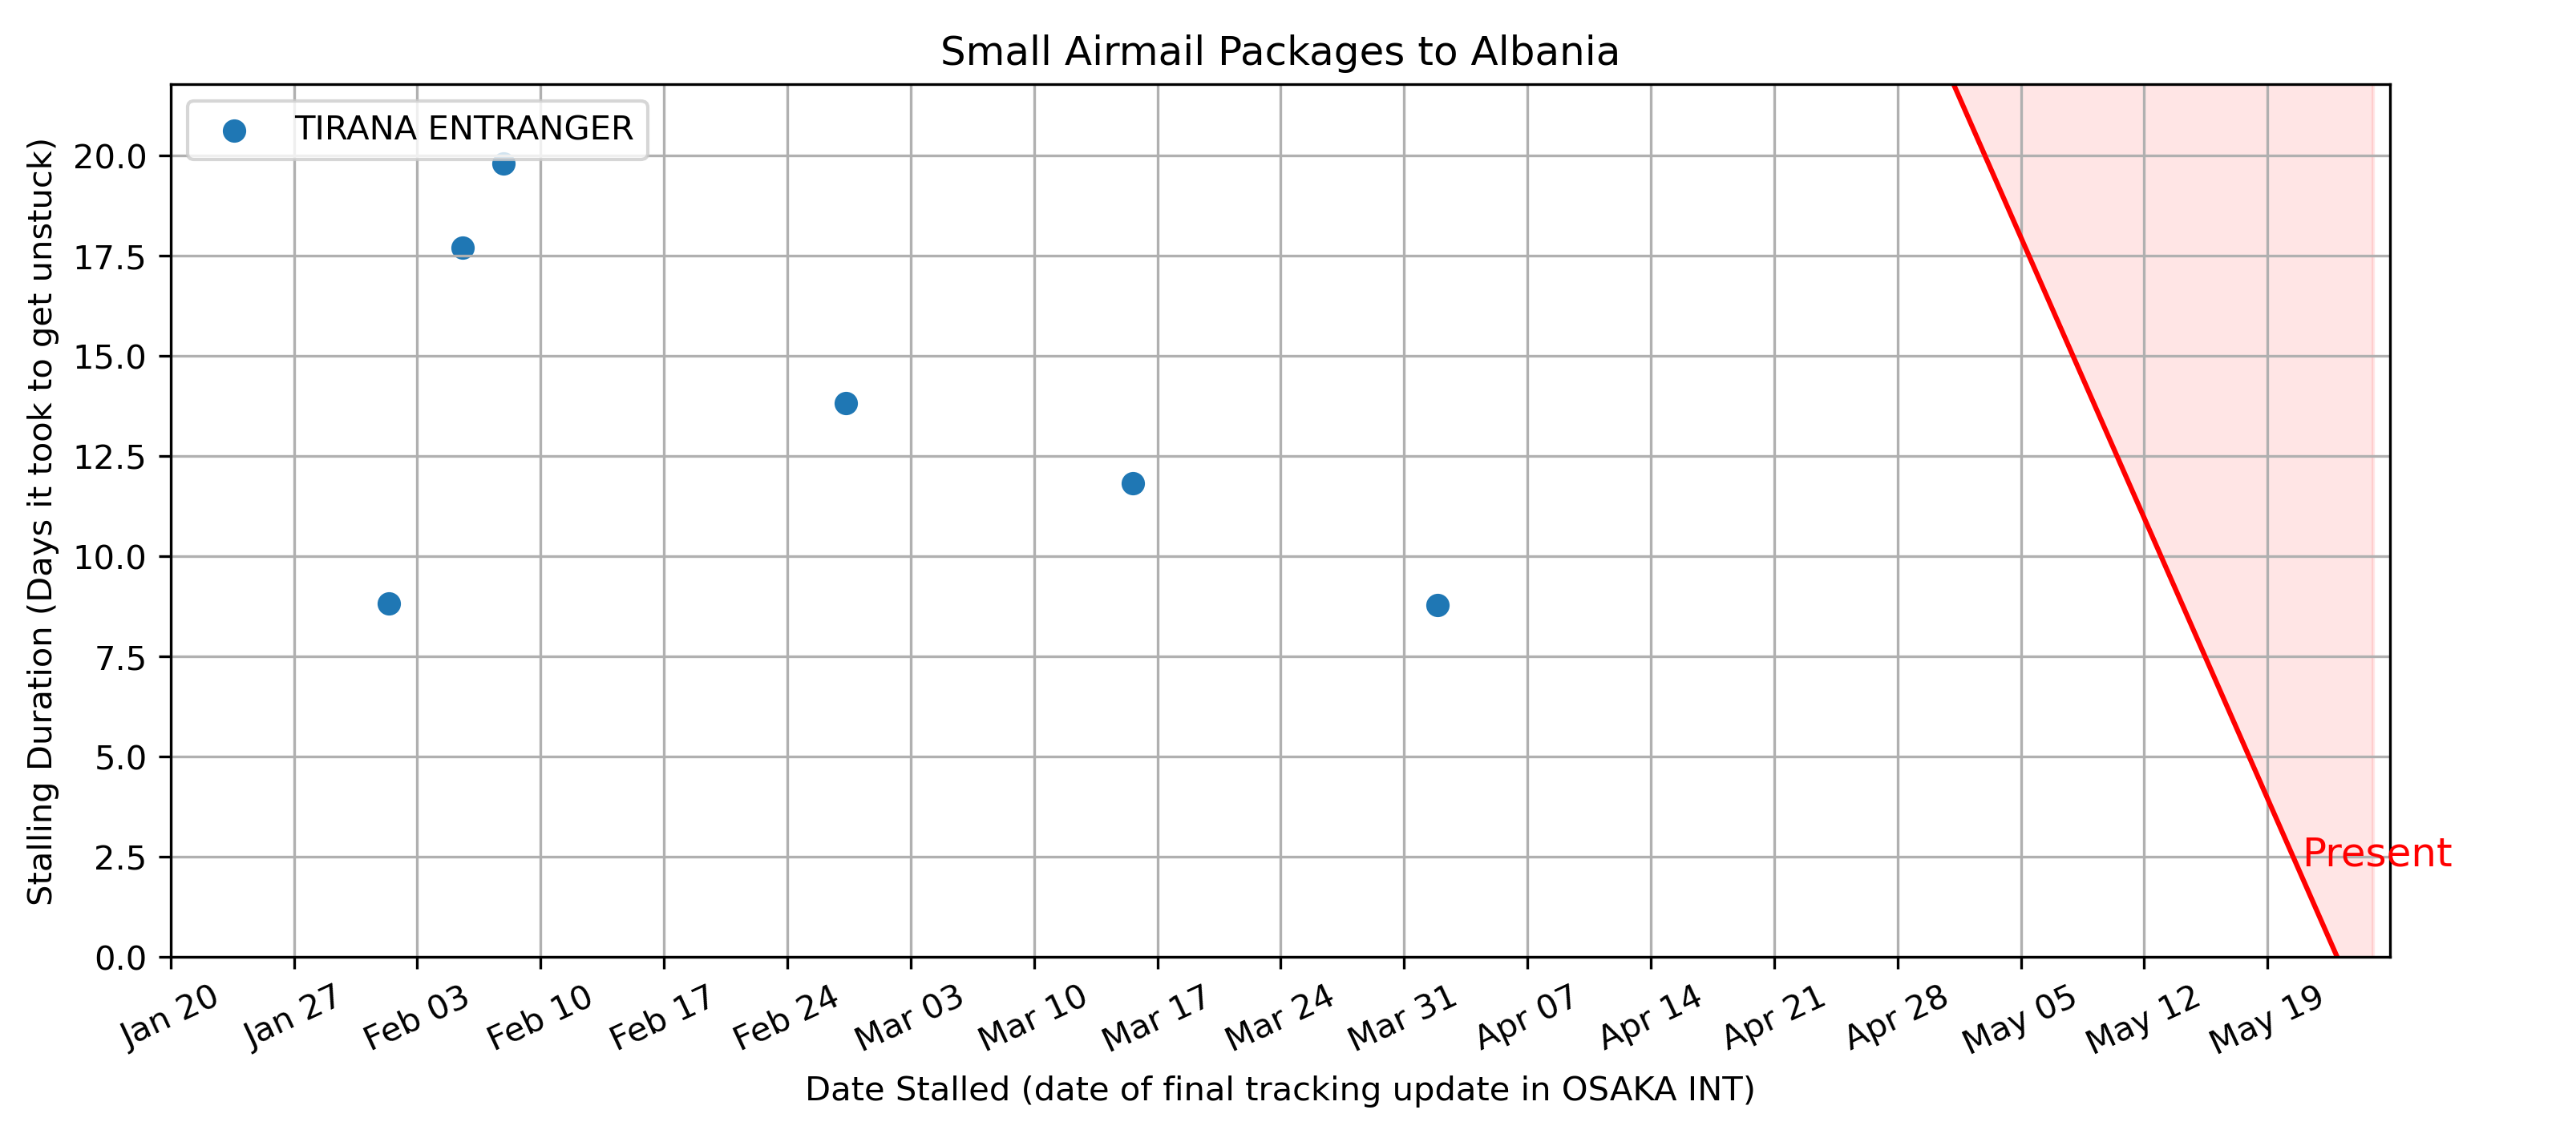 Small Airmail Packages to Albania
TIRANA ENTRANGER
Stalling Duration (Days it took to get unstuck)
20.0
17.5
15.0
12.5
10.0
7.5
5.0
2.5
0.0
Present
Jan 20
Jan 27
Feb 03
Feb 10
Feb 17
Feb 24
Mar 03
Mar 10
Mar 17
Mar 24
Mar 31
Apr 07
Apr 14
Apr 21
Apr 28
May 05
May 12
May 19
Date Stalled (date of final tracking update in OSAKA INT)